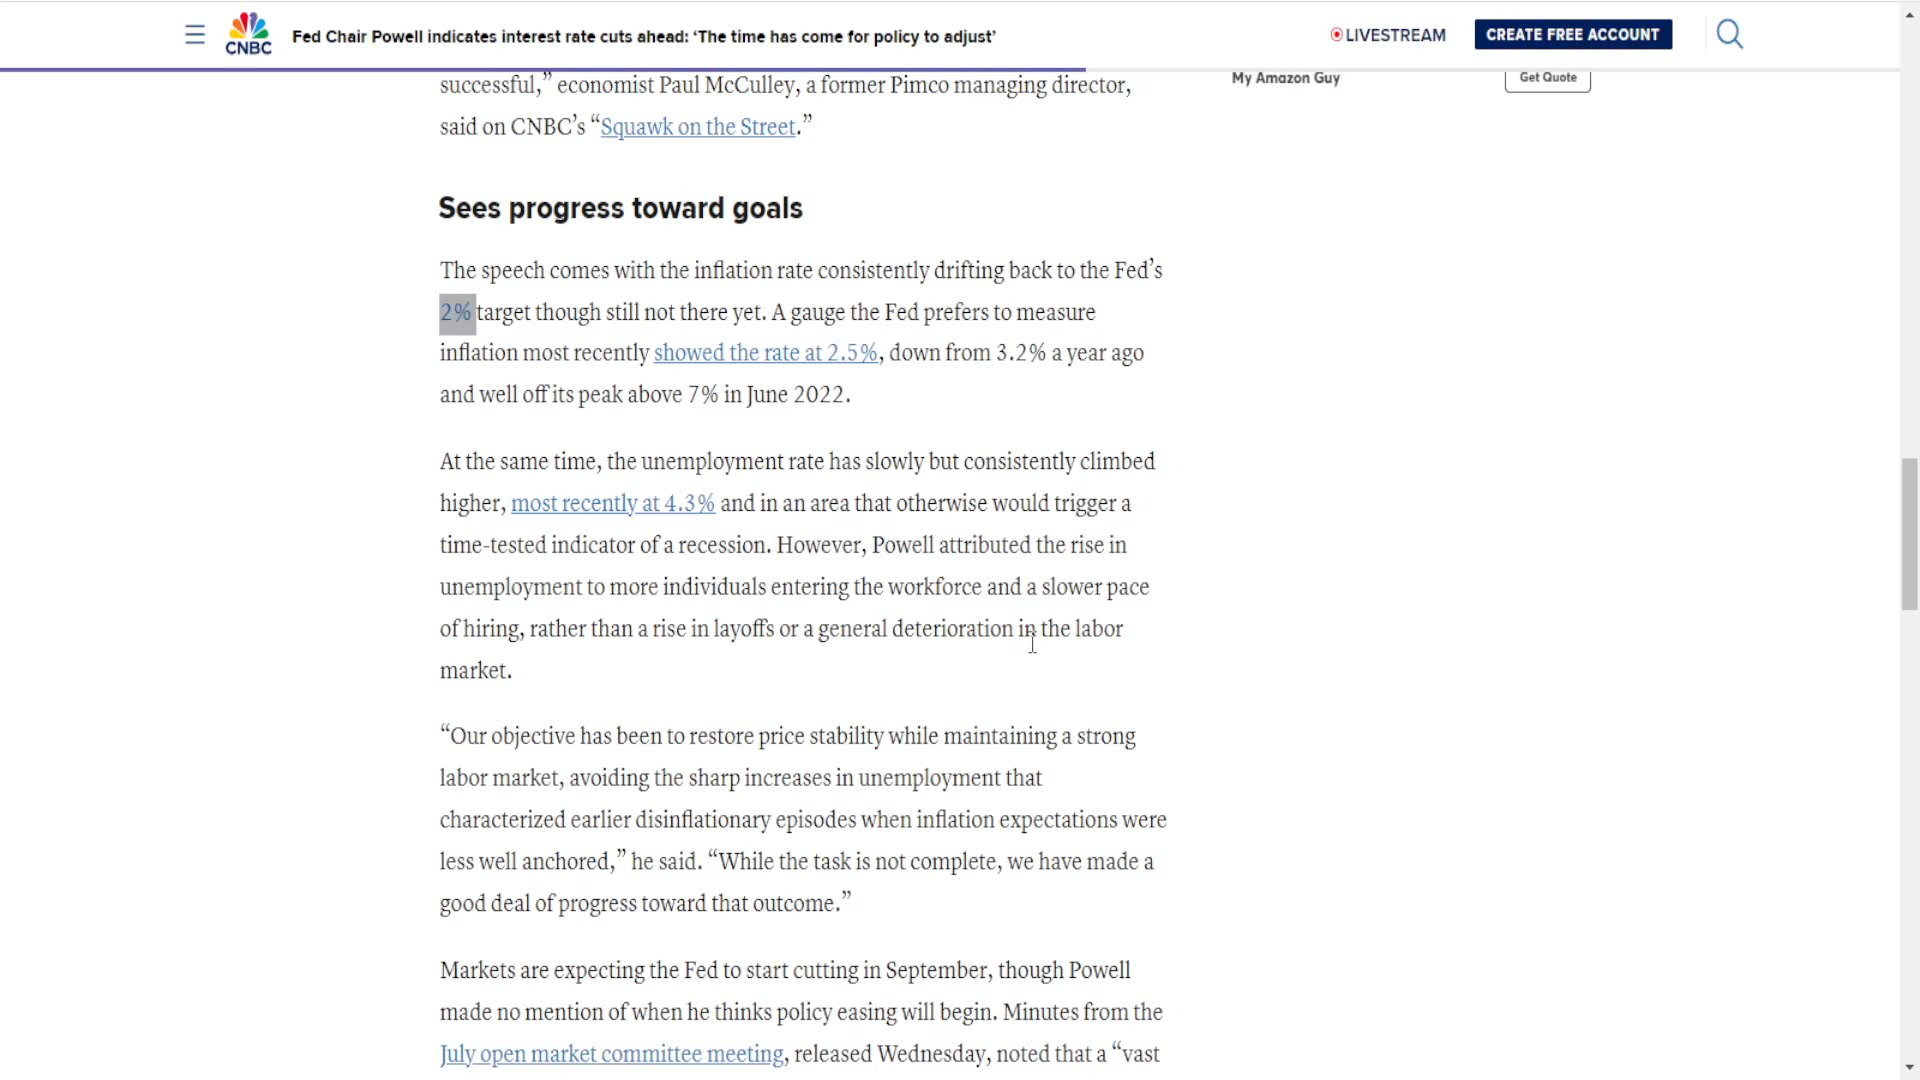 CNBC
Fed Chair Powell indicates interest rate cuts ahead: ‘The time has come for policy to adjust’
LIVESTREAM
CREATE FREE ACCOUNT
successful,” economist Paul McCulley, a former Pimco managing director,
said on CNBC’s “Squawk on the Street.”
My Amazon Guy
Get Quote
Sees progress toward goals
The speech comes with the inflation rate consistently drifting back to the Fed’s
2% target though still not there yet. A gauge the Fed prefers to measure
inflation most recently showed the rate at 2.5%, down from 3.2% a year ago
and well off its peak above 7% in June 2022.
At the same time, the unemployment rate has slowly but consistently climbed
higher, most recently at 4.3% and in an area that otherwise would trigger a
time-tested indicator of a recession. However, Powell attributed the rise in
unemployment to more individuals entering the workforce and a slower pace
of hiring, rather than a rise in layoffs or a general deterioration in the labor
market.
“Our objective has been to restore price stability while maintaining a strong
labor market, avoiding the sharp increases in unemployment that
characterized earlier disinflationary episodes when inflation expectations were
less well anchored,” he said. “While the task is not complete, we have made a
good deal of progress toward that outcome.”
Markets are expecting the Fed to start cutting in September, though Powell
made no mention of when he thinks policy easing will begin. Minutes from the
July open market committee meeting, released Wednesday, noted that a “vast